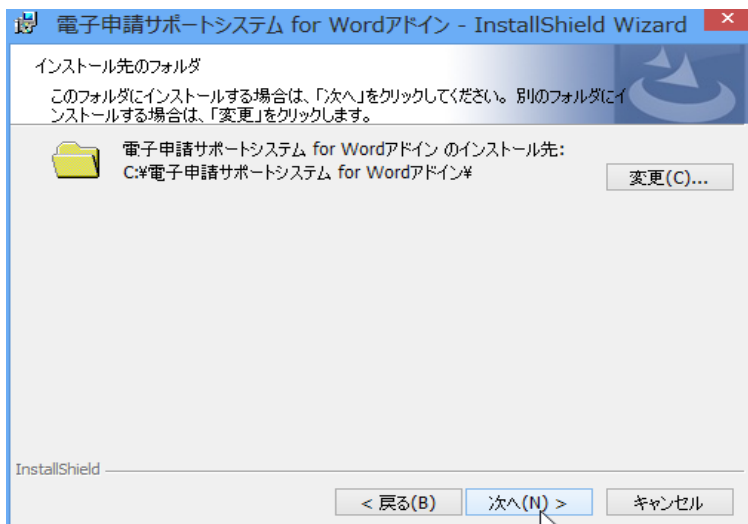 電子申請サポートシステム for Wordアドイン - InstallShield Wizard
インストール先のフォルダ
このフォルダにインストールする場合は、「次へ」をクリックしてください。別のフォルダにイ
ンストールする場合は、「変更」をクリックします。
電子申請サポートシステム for Wordアドイン のインストール先:
C:¥電子申請サポートシステム for Wordアドイン¥
変更(C)...
InstallShield
< 戻る(B)
次へ(N) >
キャンセル